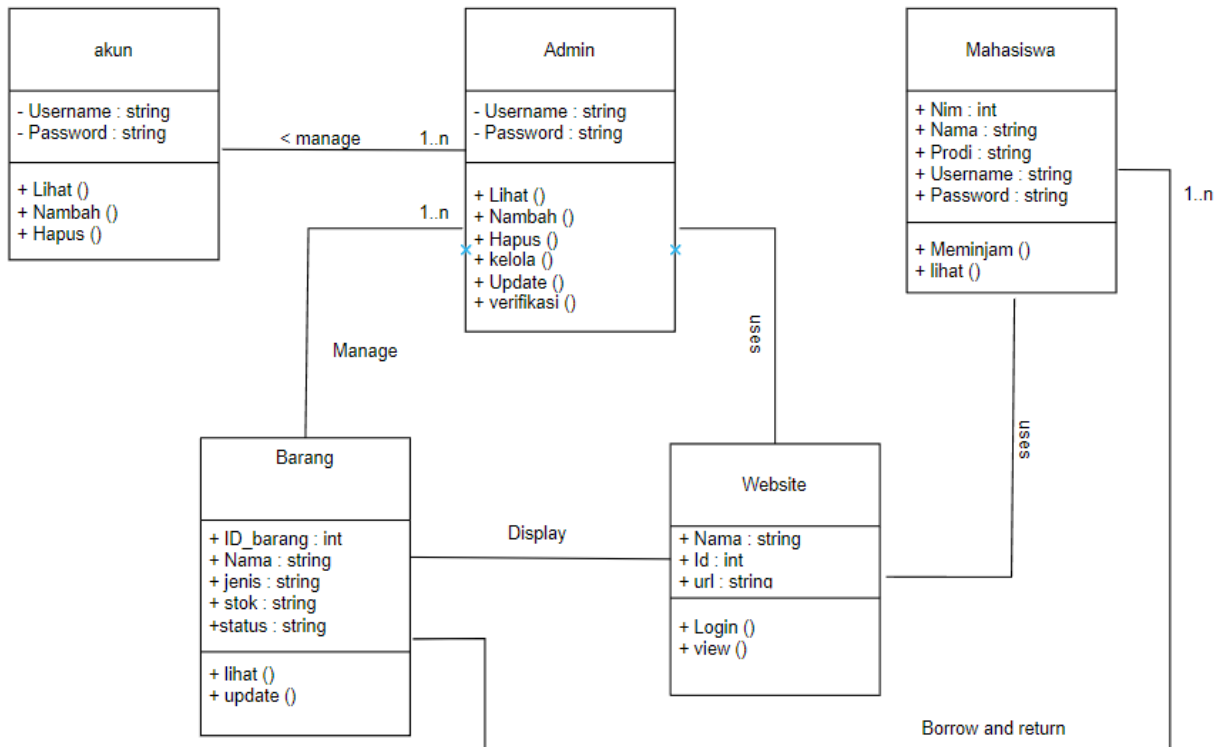 akun
- Username : string
- Password : string
+ Lihat ()
+ Nambah ()
+ Hapus ()
< manage
1..n
Admin
- Username : string
- Password : string
+ Lihat ()
+ Nambah ()
+ Hapus ()
+ kelola ()
+ Update ()
+ verifikasi ()
1..n
Manage
uses
Mahasiswa
+ Nim : int
+ Nama : string
+ Prodi : string
+ Username : string
+ Password : string
+ Meminjam ()
+ lihat ()
1..n
uses
Barang
+ ID_barang : int
+ Nama : string
+ jenis : string
+ stok : string
+status : string
+ lihat ()
+ update ()
Display
Website
+ Nama : string
+ Id : int
+ url : string
+ Login ()
+ view ()
Borrow and return